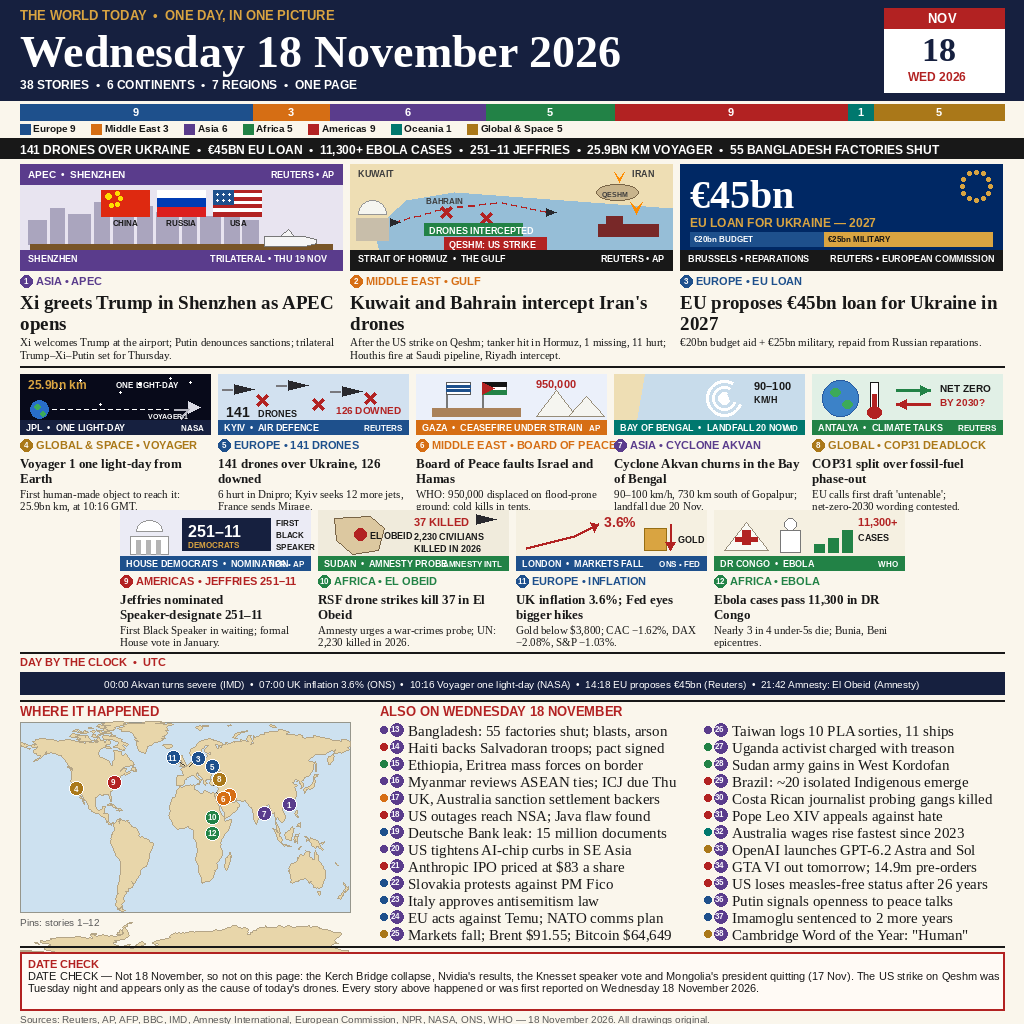 THE WORLD TODAY • ONE DAY, IN ONE PICTURE
Wednesday 18 November 2026
38 STORIES • 6 CONTINENTS • 7 REGIONS • ONE PAGE
NOV
18
WED 2026
9 3 6 5 9 1 5
Europe 9 Middle East 3 Asia 6 Africa 5 Americas 9 Oceania 1 Global & Space 5
141 DRONES OVER UKRAINE • €45BN EU LOAN • 11,300+ EBOLA CASES • 251–11 JEFFRIES • 25.9BN KM VOYAGER • 55 BANGLADESH FACTORIES SHUT
APEC • SHENZHEN REUTERS • AP
CHINA RUSSIA USA
SHENZHEN TRILATERAL • THU 19 NOV
1 ASIA • APEC
Xi greets Trump in Shenzhen as APEC
opens
Xi welcomes Trump at the airport; Putin denounces sanctions; trilateral
Trump–Xi–Putin set for Thursday.
KUWAIT IRAN
BAHRAIN QESHM
DRONES INTERCEPTED
QESHM: US STRIKE
STRAIT OF HORMUZ • THE GULF REUTERS • AP
2 MIDDLE EAST • GULF
Kuwait and Bahrain intercept Iran's
drones
After the US strike on Qeshm; tanker hit in Hormuz, 1 missing, 11 hurt;
Houthis fire at Saudi pipeline, Riyadh intercept.
€45bn
EU LOAN FOR UKRAINE — 2027
€20bn BUDGET €25bn MILITARY
BRUSSELS • REPARATIONS REUTERS • EUROPEAN COMMISSION
3 EUROPE • EU LOAN
EU proposes €45bn loan for Ukraine in
2027
€20bn budget aid + €25bn military, repaid from Russian reparations.
25.9bn km ONE LIGHT-DAY
VOYAGER 1
JPL • ONE LIGHT-DAY NASA
4 GLOBAL & SPACE • VOYAGER
Voyager 1 one light-day from
Earth
First human-made object to reach it:
25.9bn km, at 10:16 GMT.
141 DRONES 126 DOWNED
KYIV • AIR DEFENCE REUTERS
5 EUROPE • 141 DRONES
141 drones over Ukraine, 126
downed
6 hurt in Dnipro; Kyiv seeks 12 more jets,
France sends Mirage.
950,000
GAZA • CEASEFIRE UNDER STRAIN AP
6 MIDDLE EAST • BOARD OF PEACE
Board of Peace faults Israel and
Hamas
WHO: 950,000 displaced on flood-prone
ground; cold kills in tents.
90–100
KM/H
BAY OF BENGAL • LANDFALL 20 NOV IMD
7 ASIA • CYCLONE AKVAN
Cyclone Akvan churns in the Bay
of Bengal
90–100 km/h, 730 km south of Gopalpur;
landfall due 20 Nov.
NET ZERO
BY 2030?
ANTALYA • CLIMATE TALKS REUTERS
8 GLOBAL • COP31 DEADLOCK
COP31 split over fossil-fuel
phase-out
EU calls first draft 'untenable';
net-zero-2030 wording contested.
251–11
DEMOCRATS
FIRST
BLACK
SPEAKER
HOUSE DEMOCRATS • NOMINATION AP
9 AMERICAS • JEFFRIES 251–11
Jeffries nominated
Speaker-designate 251–11
First Black Speaker in waiting; formal
House vote in January.
EL OBEID
37 KILLED
2,230 CIVILIANS
KILLED IN 2026
SUDAN • AMNESTY PROBE AMNESTY INTL
10 AFRICA • EL OBEID
RSF drone strikes kill 37 in El
Obeid
Amnesty urges a war-crimes probe; UN:
2,230 killed in 2026.
3.6%
GOLD
LONDON • MARKETS FALL ONS • FED
11 EUROPE • INFLATION
UK inflation 3.6%; Fed eyes
bigger hikes
Gold below $3,800; CAC −1.62%, DAX
−2.08%, S&P −1.03%.
11,300+
CASES
DR CONGO • EBOLA WHO
12 AFRICA • EBOLA
Ebola cases pass 11,300 in DR
Congo
Nearly 3 in 4 under-5s die; Bunia, Beni
epicentres.
DAY BY THE CLOCK • UTC
00:00 Akvan turns severe (IMD) • 07:00 UK inflation 3.6% (ONS) • 10:16 Voyager one light-day (NASA) • 14:18 EU proposes €45bn (Reuters) • 21:42 Amnesty: El Obeid (Amnesty)
WHERE IT HAPPENED
11 3 5 8 4 9 6 1 7 10 12
Pins: stories 1–12
ALSO ON WEDNESDAY 18 NOVEMBER
13 Bangladesh: 55 factories shut; blasts, arson
14 Haiti backs Salvadoran troops; pact signed
15 Ethiopia, Eritrea mass forces on border
16 Myanmar reviews ASEAN ties; ICJ due Thu
17 UK, Australia sanction settlement backers
18 US outages reach NSA; Java flaw found
19 Deutsche Bank leak: 15 million documents
20 US tightens AI-chip curbs in SE Asia
21 Anthropic IPO priced at $83 a share
22 Slovakia protests against PM Fico
23 Italy approves antisemitism law
24 EU acts against Temu; NATO comms plan
25 Markets fall; Brent $91.55; Bitcoin $64,649
26 Taiwan logs 10 PLA sorties, 11 ships
27 Uganda activist charged with treason
28 Sudan army gains in West Kordofan
29 Brazil: ~20 isolated Indigenous emerge
30 Costa Rican journalist probing gangs killed
31 Pope Leo XIV appeals against hate
32 Australia wages rise fastest since 2023
33 OpenAI launches GPT-6.2 Astra and Sol
34 GTA VI out tomorrow; 14.9m pre-orders
35 US loses measles-free status after 26 years
36 Putin signals openness to peace talks
37 Imamoglu sentenced to 2 more years
38 Cambridge Word of the Year: "Human"
DATE CHECK
DATE CHECK — Not 18 November, so not on this page: the Kerch Bridge collapse, Nvidia's results, the Knesset speaker vote and Mongolia's president quitting (17 Nov). The US strike on Qeshm was
Tuesday night and appears only as the cause of today's drones. Every story above happened or was first reported on Wednesday 18 November 2026.
Sources: Reuters, AP, AFP, BBC, IMD, Amnesty International, European Commission, NPR, NASA, ONS, WHO — 18 November 2026. All drawings original.